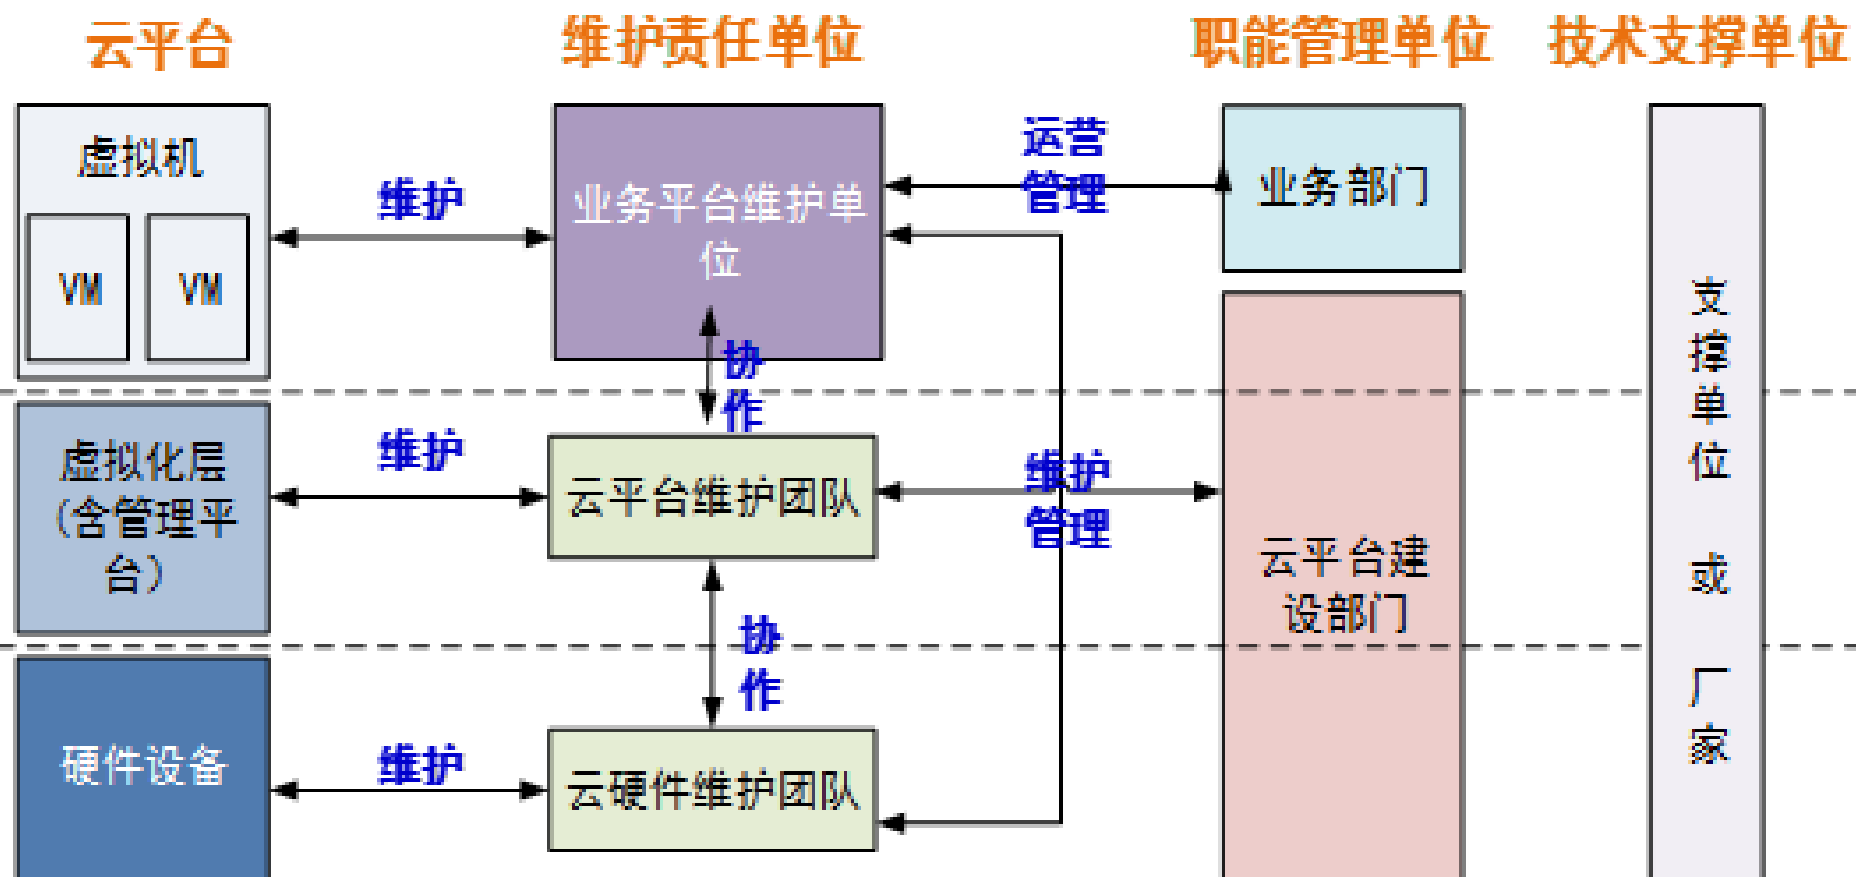 云平台
维护责任单位
职能管理单位
技术支撑单位
虚拟机
VM
VM
维护
业务平台维护单
位
运营
管理
业务部门
协
作
虚拟化层
(含管理平
台)
维护
云平台维护团队
维护
管理
云平台建
设部门
协
作
硬件设备
维护
云硬件维护团队
支
撑
单
位
或
厂
家